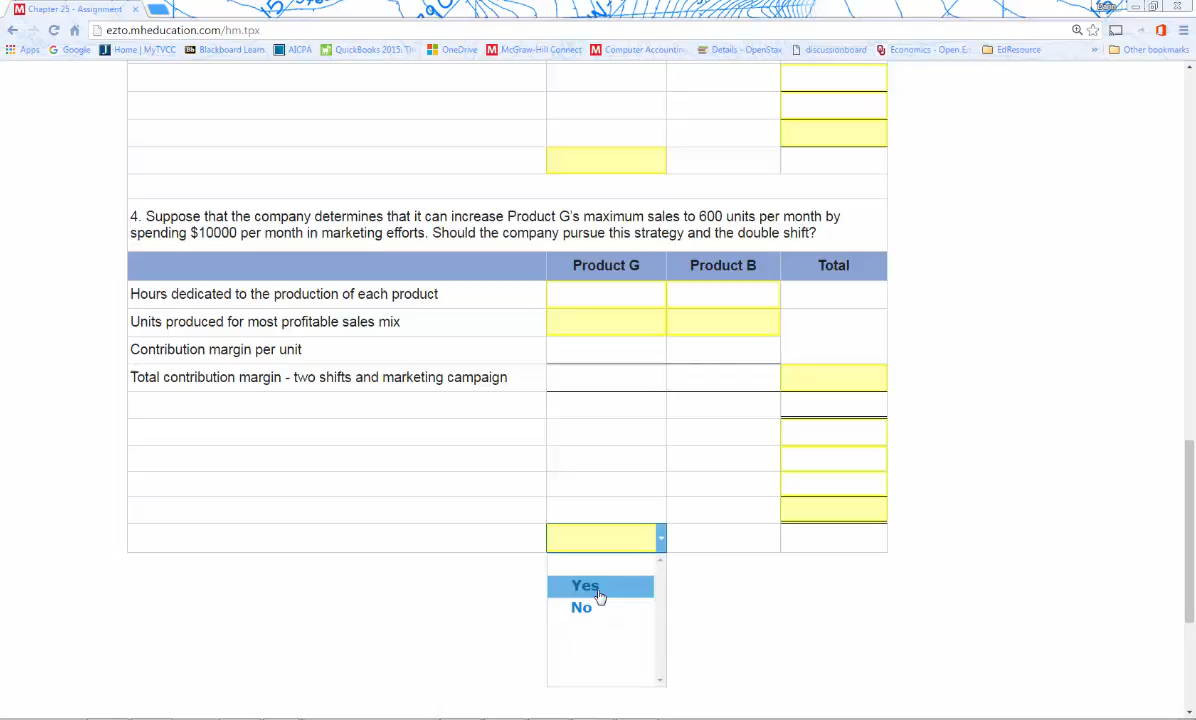 Chapter 25 - Assignment
ezto.mheducation.com/hm.tpx
Apps Google Home | MyTVCC Blackboard Learn AICPA QuickBooks 2015: Th OneDrive McGraw-Hill Connect Computer Accountin Details - OpenStax discussionboard Economics - Open E EdResource » Other bookmarks
4. Suppose that the company determines that it can increase Product G's maximum sales to 600 units per month by
spending $10000 per month in marketing efforts. Should the company pursue this strategy and the double shift?
Product G Product B Total
Hours dedicated to the production of each product
Units produced for most profitable sales mix
Contribution margin per unit
Total contribution margin - two shifts and marketing campaign
Yes
No